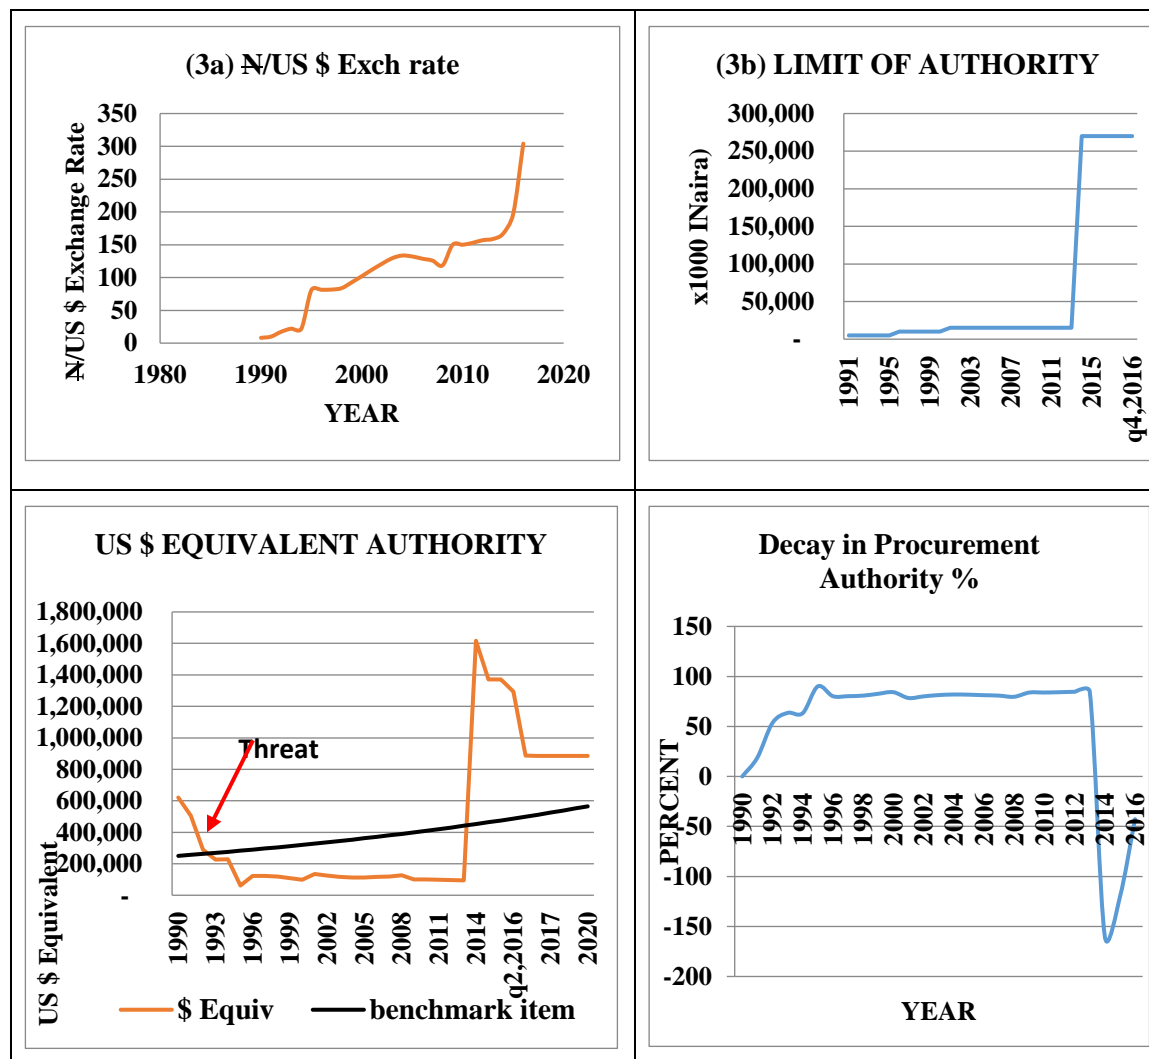 (3a) N/US $ Exch rate
N/US $ Exchange Rate
350
300
250
200
150
100
50
0
1980 1990 2000 2010 2020
YEAR
(3b) LIMIT OF AUTHORITY
x1000 lNaira)
300,000
250,000
200,000
150,000
100,000
50,000
-
1991 1995 1999 2003 2007 2011 2015 q4,2016
US $ EQUIVALENT AUTHORITY
US $ Equivalent
1,800,000
1,600,000
1,400,000
1,200,000
1,000,000
800,000
600,000
400,000
200,000
-
Threat
1990 1993 1996 1999 2002 2005 2008 2011 2014 q2,2016 2017 2020
$ Equiv benchmark item
Decay in Procurement
Authority %
PERCENT
150
100
50
0
-50
-100
-150
-200
1990 1992 1994 1996 1998 2000 2002 2004 2006 2008 2010 2012 2014 2016
YEAR